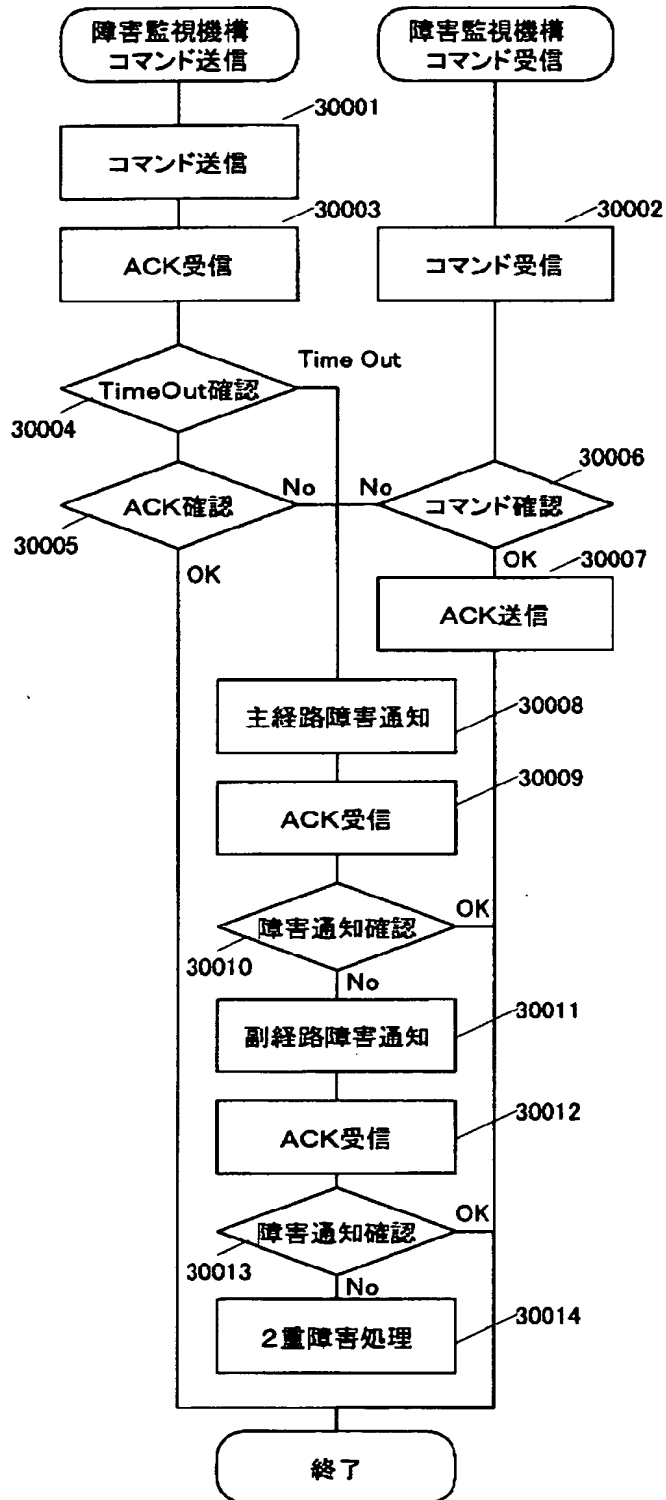 障害監視機構
コマンド送信
障害監視機構
コマンド受信
30001
コマンド送信
30003
30002
ACK受信
コマンド受信
Time Out
TimeOut確認
30004
30006
No
No
ACK確認
コマンド確認
30005
OK
OK
30007
ACK送信
主経路障害通知
30008
30009
ACK受信
OK
障害通知確認
30010
No
30011
副経路障害通知
30012
ACK受信
OK
障害通知確認
30013
No
30014
2重障害処理
終了